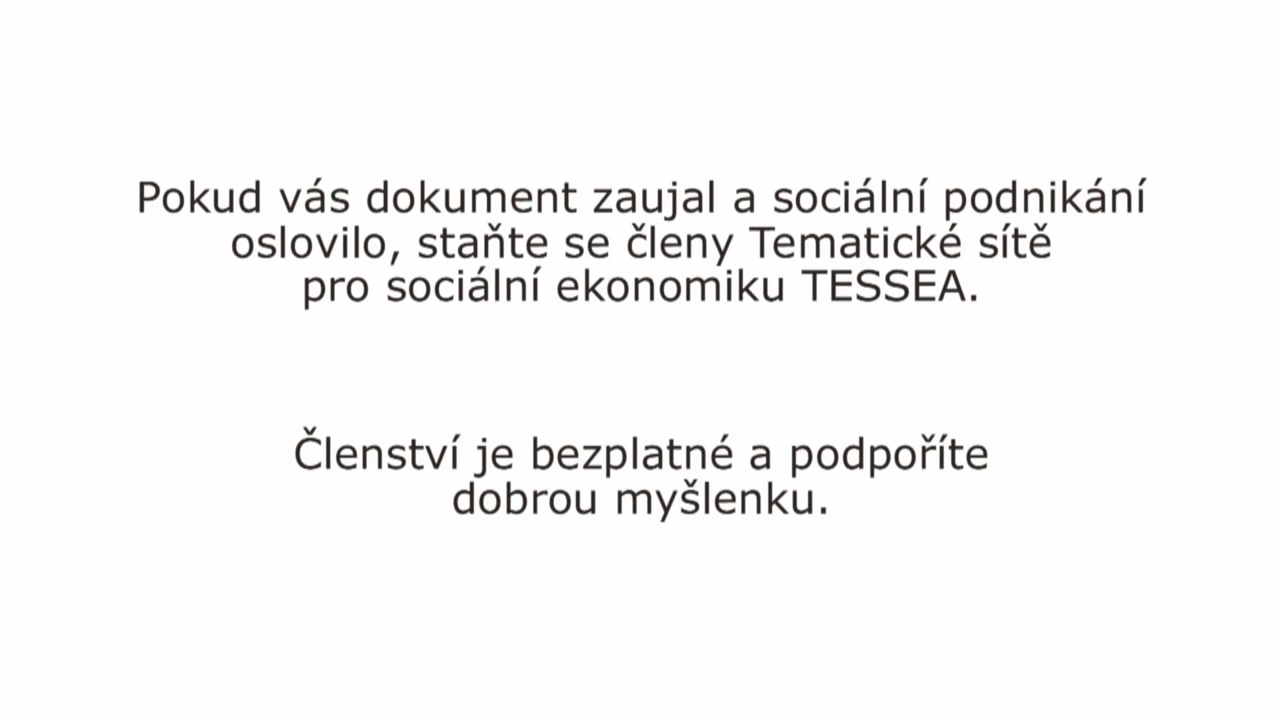 Pokud vás dokument zaujal a sociální podnikání
oslovilo, staňte se členy Tematické sítě
pro sociální ekonomiku TESSEA.
Členství je bezplatné a podpoříte
dobrou myšlenku.